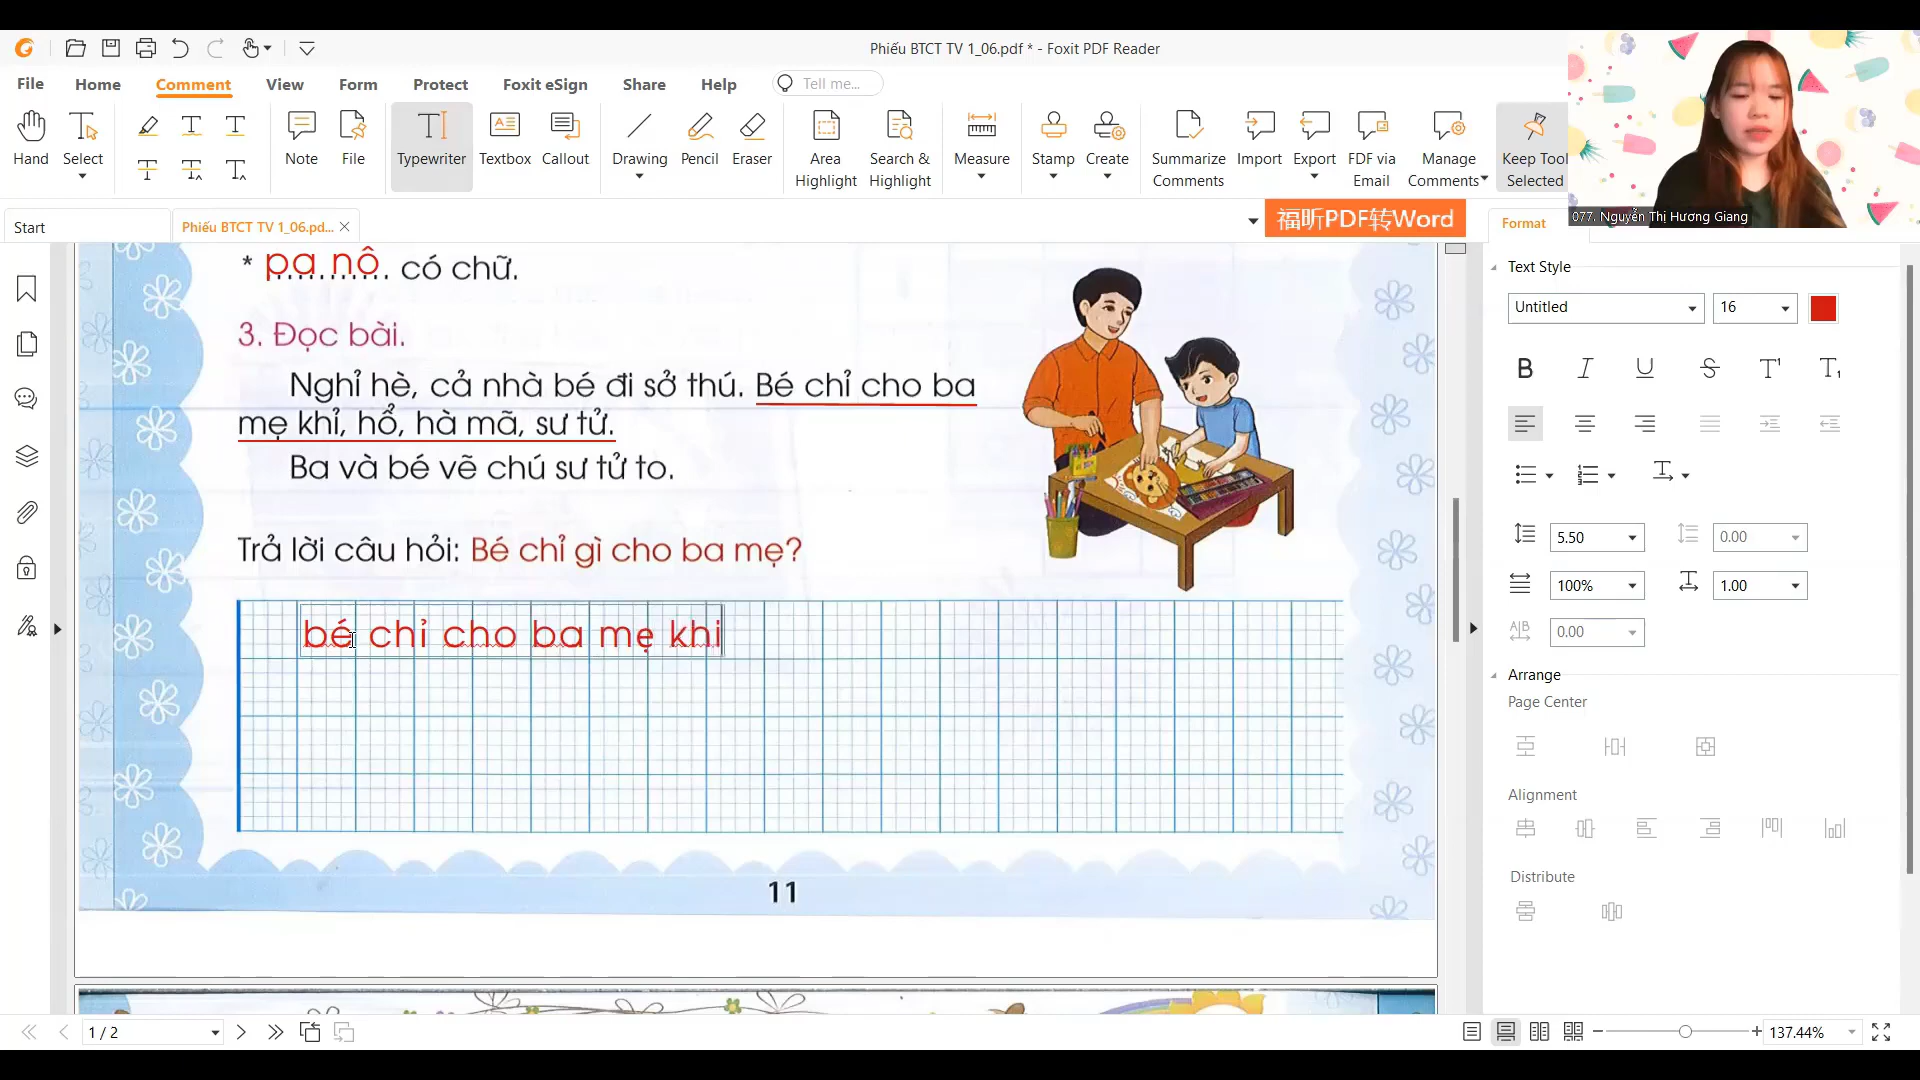 Phiếu BTCT TV 1_06.pdf * - Foxit PDF Reader
File Home Comment View Form Protect Foxit eSign Share Help Tell me...
Hand Select Note File Typewriter Textbox Callout Drawing Pencil Eraser Area Highlight Search & Highlight Measure Stamp Create Summarize Comments Import Export FDF via Email Manage Comments Keep Tool Selected
077. Nguyễn Thị Hương Giang
Start Phiếu BTCT TV 1_06.pd... 福昕PDF转Word Format
* pa nô có chữ.
3. Đọc bài.
Nghỉ hè, cả nhà bé đi sở thú. Bé chỉ cho ba
mẹ khỉ, hổ, hà mã, sư tử.
Ba và bé vẽ chú sư tử to.
Trả lời câu hỏi: Bé chỉ gì cho ba mẹ?
bé chỉ cho ba mẹ khi
11
Text Style
Untitled 16
5.50 0.00
100% 1.00
0.00
Arrange
Page Center
Alignment
Distribute
1 / 2 137.44%